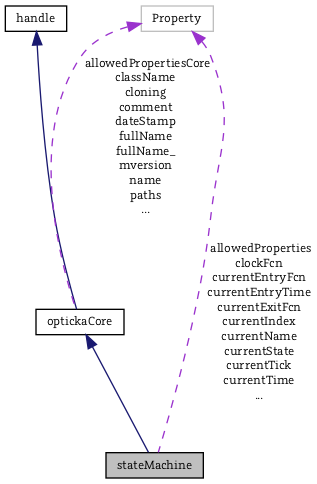 handle
Property
allowedPropertiesCore
className
cloning
comment
dateStamp
fullName
fullName_
mversion
name
paths
...
allowedProperties
clockFcn
currentEntryFcn
currentEntryTime
currentExitFcn
currentIndex
currentName
currentState
currentTick
currentTime
...
optickaCore
stateMachine